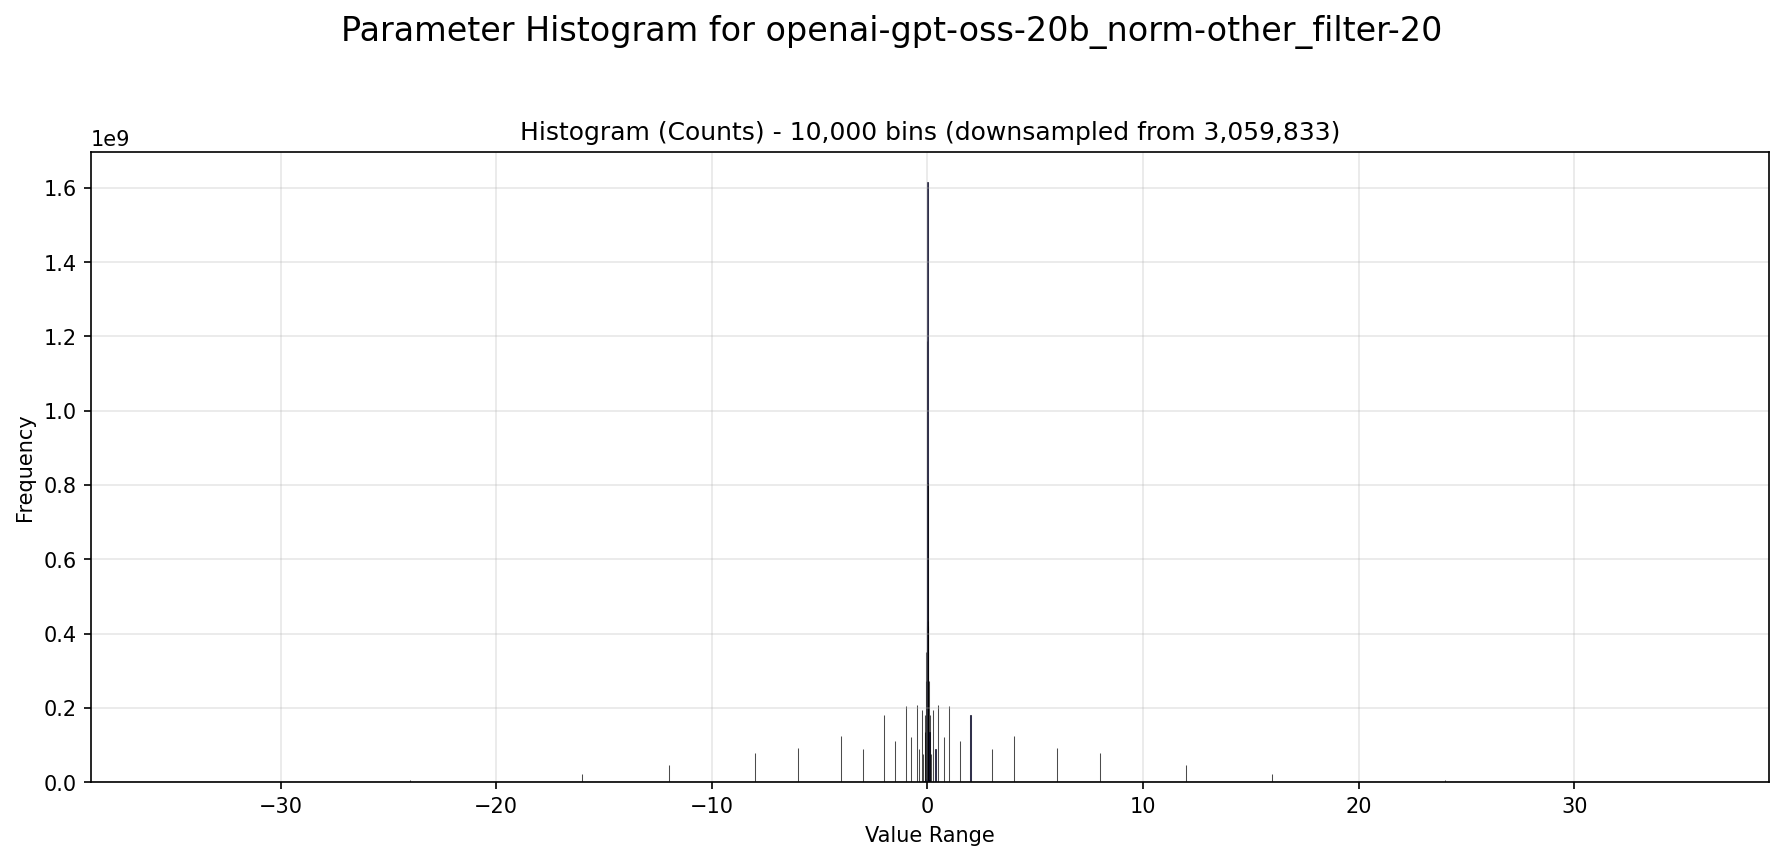 Parameter Histogram for openai-gpt-oss-20b_norm-other_filter-20
Histogram (Counts) - 10,000 bins (downsampled from 3,059,833)
1e9
1.6
1.4
1.2
1.0
0.8
0.6
0.4
0.2
0.0
Frequency
−30 −20 −10 0 10 20 30
Value Range